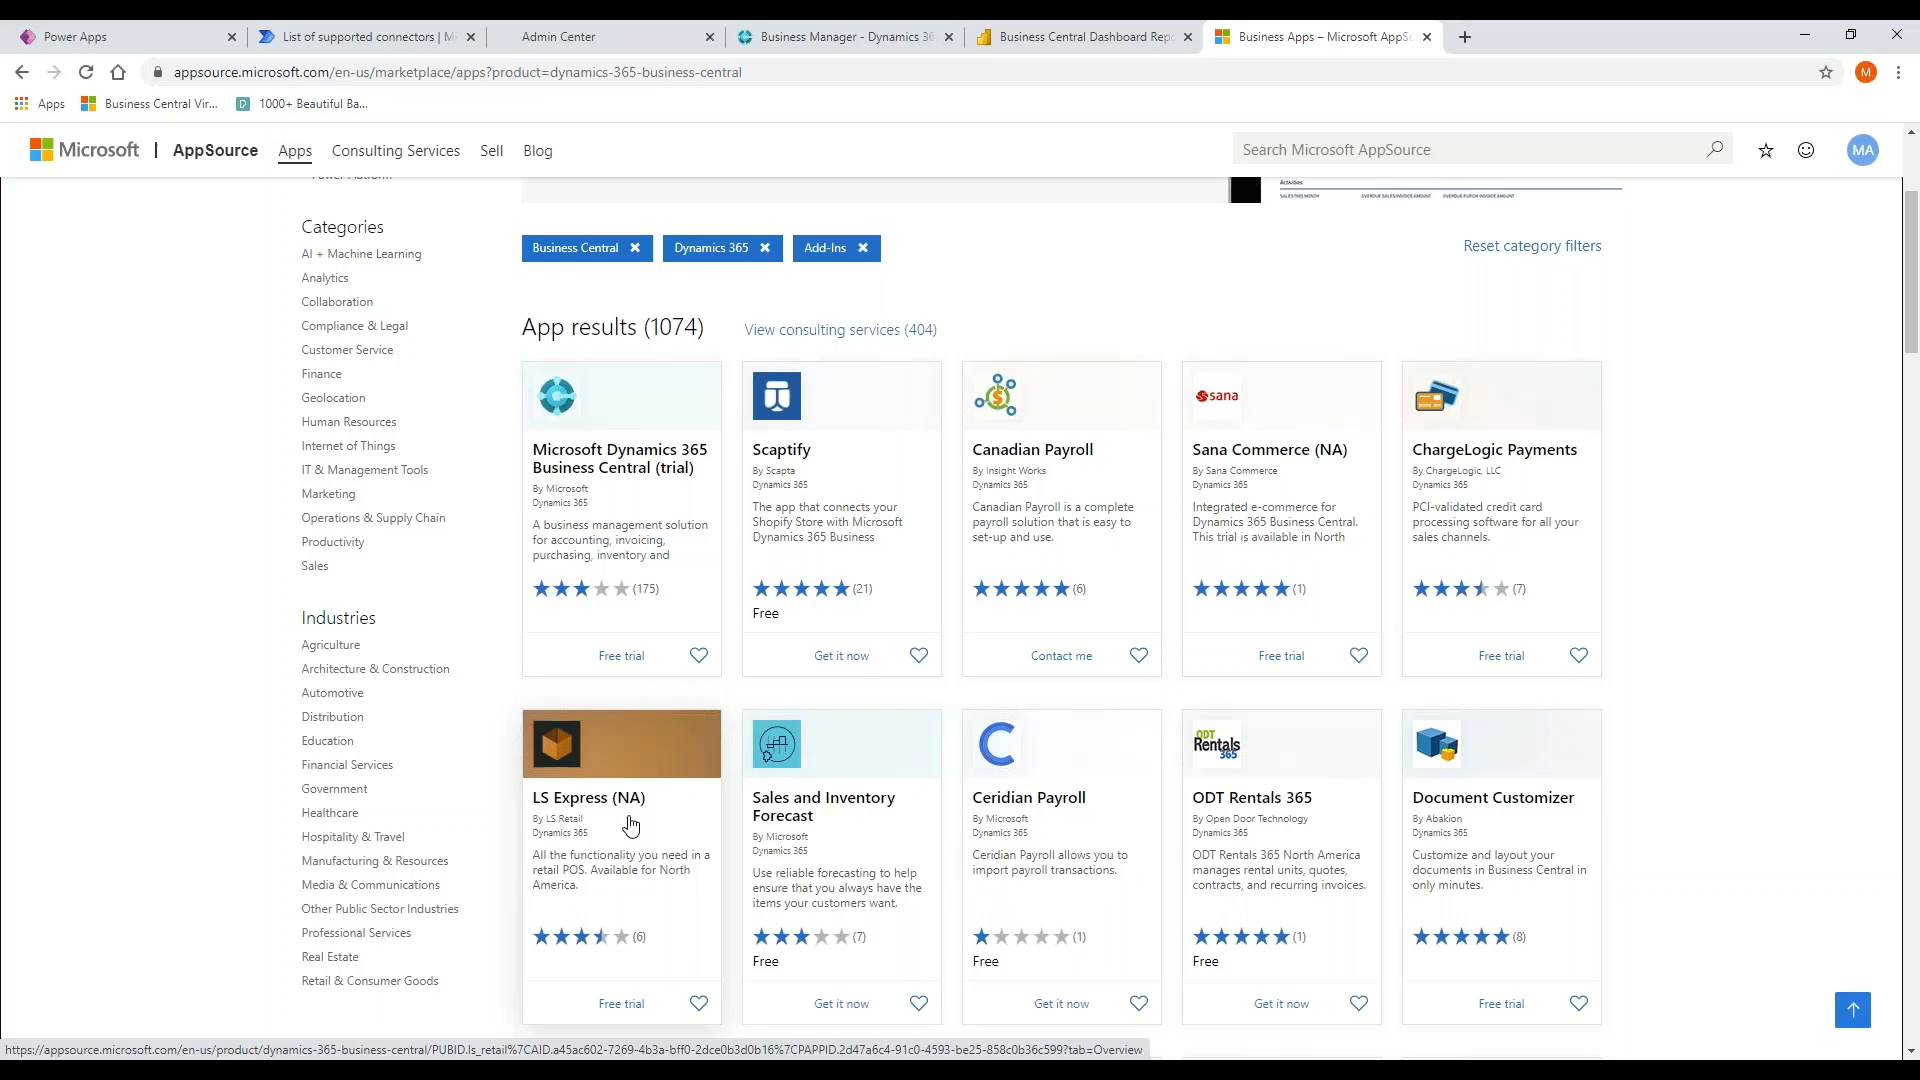 Power Apps
List of supported connectors | M
Admin Center
Business Manager - Dynamics 36
Business Central Dashboard Repo
Business Apps – Microsoft AppSo
appsource.microsoft.com/en-us/marketplace/apps?product=dynamics-365-business-central
M
Apps
Business Central Vir...
1000+ Beautiful Ba...
Microsoft | AppSource
Apps
Consulting Services
Sell
Blog
Search Microsoft AppSource
MA
Power Platform
Activities
SALES THIS MONTH
OVERDUE SALES INVOICE AMOUNT
OVERDUE PURCH INVOICE AMOUNT
Categories
AI + Machine Learning
Analytics
Collaboration
Compliance & Legal
Customer Service
Finance
Geolocation
Human Resources
Internet of Things
IT & Management Tools
Marketing
Operations & Supply Chain
Productivity
Sales
Industries
Agriculture
Architecture & Construction
Automotive
Distribution
Education
Financial Services
Government
Healthcare
Hospitality & Travel
Manufacturing & Resources
Media & Communications
Other Public Sector Industries
Professional Services
Real Estate
Retail & Consumer Goods
Business Central
Dynamics 365
Add-Ins
Reset category filters
App results (1074)
View consulting services (404)
Microsoft Dynamics 365
Business Central (trial)
By Microsoft
Dynamics 365
A business management solution
for accounting, invoicing,
purchasing, inventory and
(175)
Free trial
Scaptify
By Scapta
Dynamics 365
The app that connects your
Shopify Store with Microsoft
Dynamics 365 Business
(21)
Free
Get it now
Canadian Payroll
By Insight Works
Dynamics 365
Canadian Payroll is a complete
payroll solution that is easy to
set-up and use.
(6)
Contact me
sana
Sana Commerce (NA)
By Sana Commerce
Dynamics 365
Integrated e-commerce for
Dynamics 365 Business Central.
This trial is available in North
(1)
Free trial
ChargeLogic Payments
By ChargeLogic, LLC
Dynamics 365
PCI-validated credit card
processing software for all your
sales channels.
(7)
Free trial
LS Express (NA)
By LS Retail
Dynamics 365
All the functionality you need in a
retail POS. Available for North
America.
(6)
Free trial
Sales and Inventory
Forecast
By Microsoft
Dynamics 365
Use reliable forecasting to help
ensure that you always have the
items your customers want.
(7)
Free
Get it now
Ceridian Payroll
By Microsoft
Dynamics 365
Ceridian Payroll allows you to
import payroll transactions.
(1)
Free
Get it now
ODT
Rentals
365
ODT Rentals 365
By Open Door Technology
Dynamics 365
ODT Rentals 365 North America
manages rental units, quotes,
contracts, and recurring invoices.
(1)
Free
Get it now
Document Customizer
By Abakion
Dynamics 365
Customize and layout your
documents in Business Central in
only minutes.
(8)
Free trial
https://appsource.microsoft.com/en-us/product/dynamics-365-business-central/PUBID.ls_retail%7CAID.a45ac602-7269-4b3a-bff0-2dce0b3d0b16%7CPAPPID.2d47a6c4-91c0-4593-be25-858c0b36c599?tab=Overview